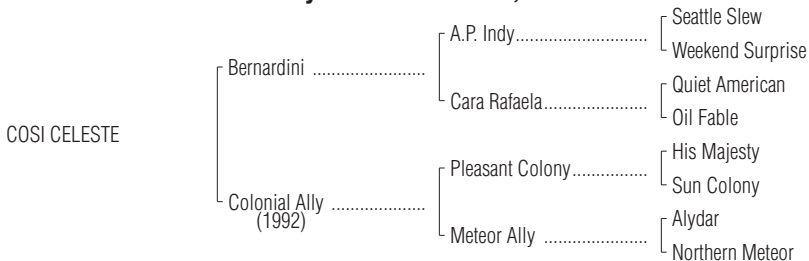 Seattle Slew
A.P. Indy
Weekend Surprise
Bernardini
Quiet American
Cara Rafaela
Oil Fable
COSI CELESTE
His Majesty
Pleasant Colony
Sun Colony
Colonial Ally
(1992)
Alydar
Meteor Ally
Northern Meteor